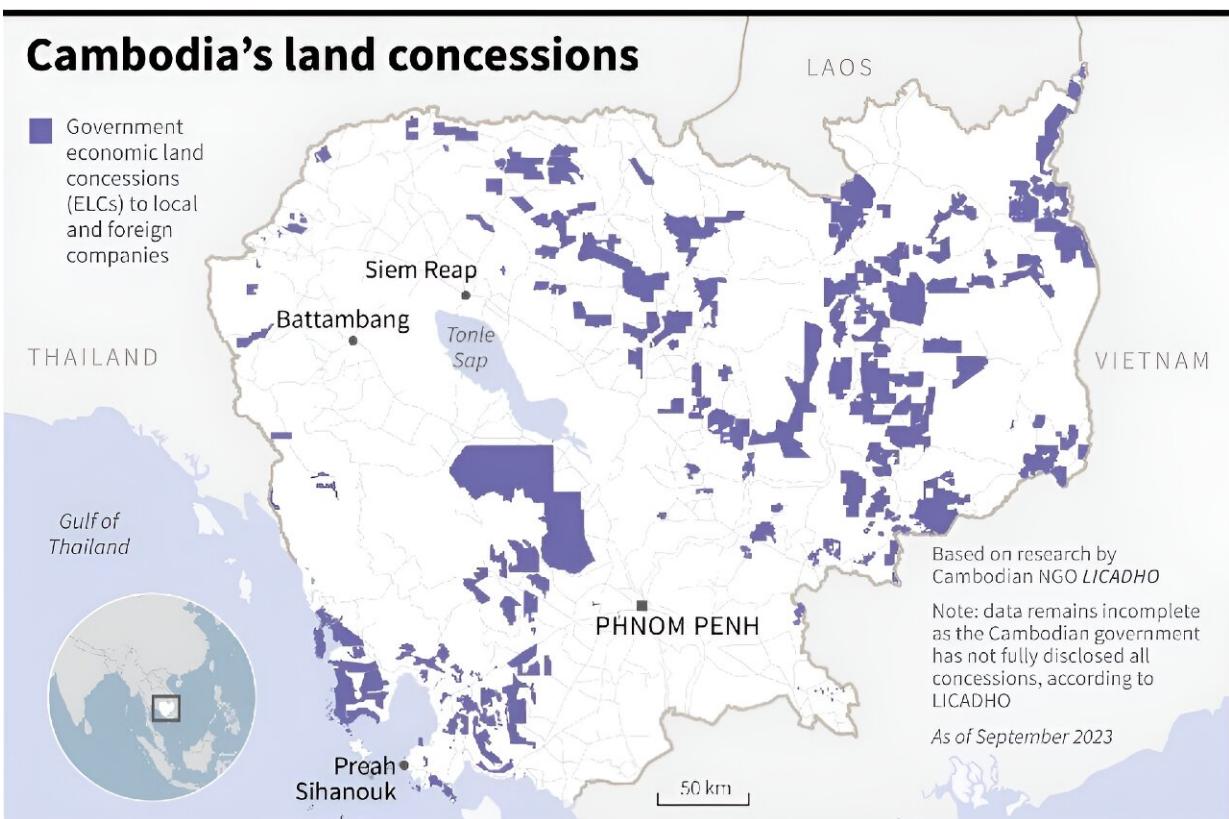 Cambodia's land concessions
Government
economic land
concessions
(ELCs) to local
and foreign
companies
LAOS
Siem Reap
Battambang
Tonle
Sap
THAILAND
VIETNAM
Gulf of
Thailand
PHNOM PENH
Preah
Sihanouk
50 km
Based on research by
Cambodian NGO LICADHO
Note: data remains incomplete
as the Cambodian government
has not fully disclosed all
concessions, according to
LICADHO
As of September 2023